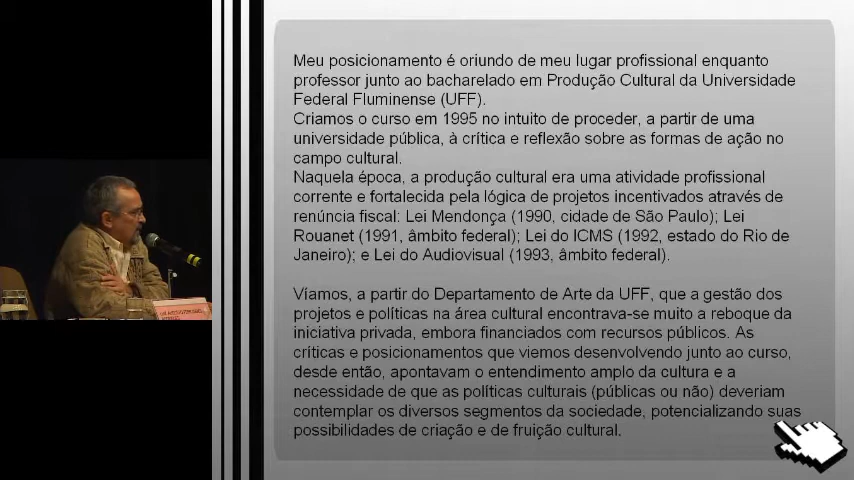 Meu posicionamento é oriundo de meu lugar profissional enquanto
professor junto ao bacharelado em Produção Cultural da Universidade
Federal Fluminense (UFF).
Criamos o curso em 1995 no intuito de proceder, a partir de uma
universidade pública, à crítica e reflexão sobre as formas de ação no
campo cultural.
Naquela época, a produção cultural era uma atividade profissional
corrente e fortalecida pela lógica de projetos incentivados através de
renúncia fiscal: Lei Mendonça (1990, cidade de São Paulo); Lei
Rouanet (1991, âmbito federal); Lei do ICMS (1992, estado do Rio de
Janeiro); e Lei do Audiovisual (1993, âmbito federal).
Víamos, a partir do Departamento de Arte da UFF, que a gestão dos
projetos e políticas na área cultural encontrava-se muito a reboque da
iniciativa privada, embora financiados com recursos públicos. As
críticas e posicionamentos que viemos desenvolvendo junto ao curso,
desde então, apontavam o entendimento amplo da cultura e a
necessidade de que as políticas culturais (públicas ou não) deveriam
contemplar os diversos segmentos da sociedade, potencializando suas
possibilidades de criação e de fruição cultural.